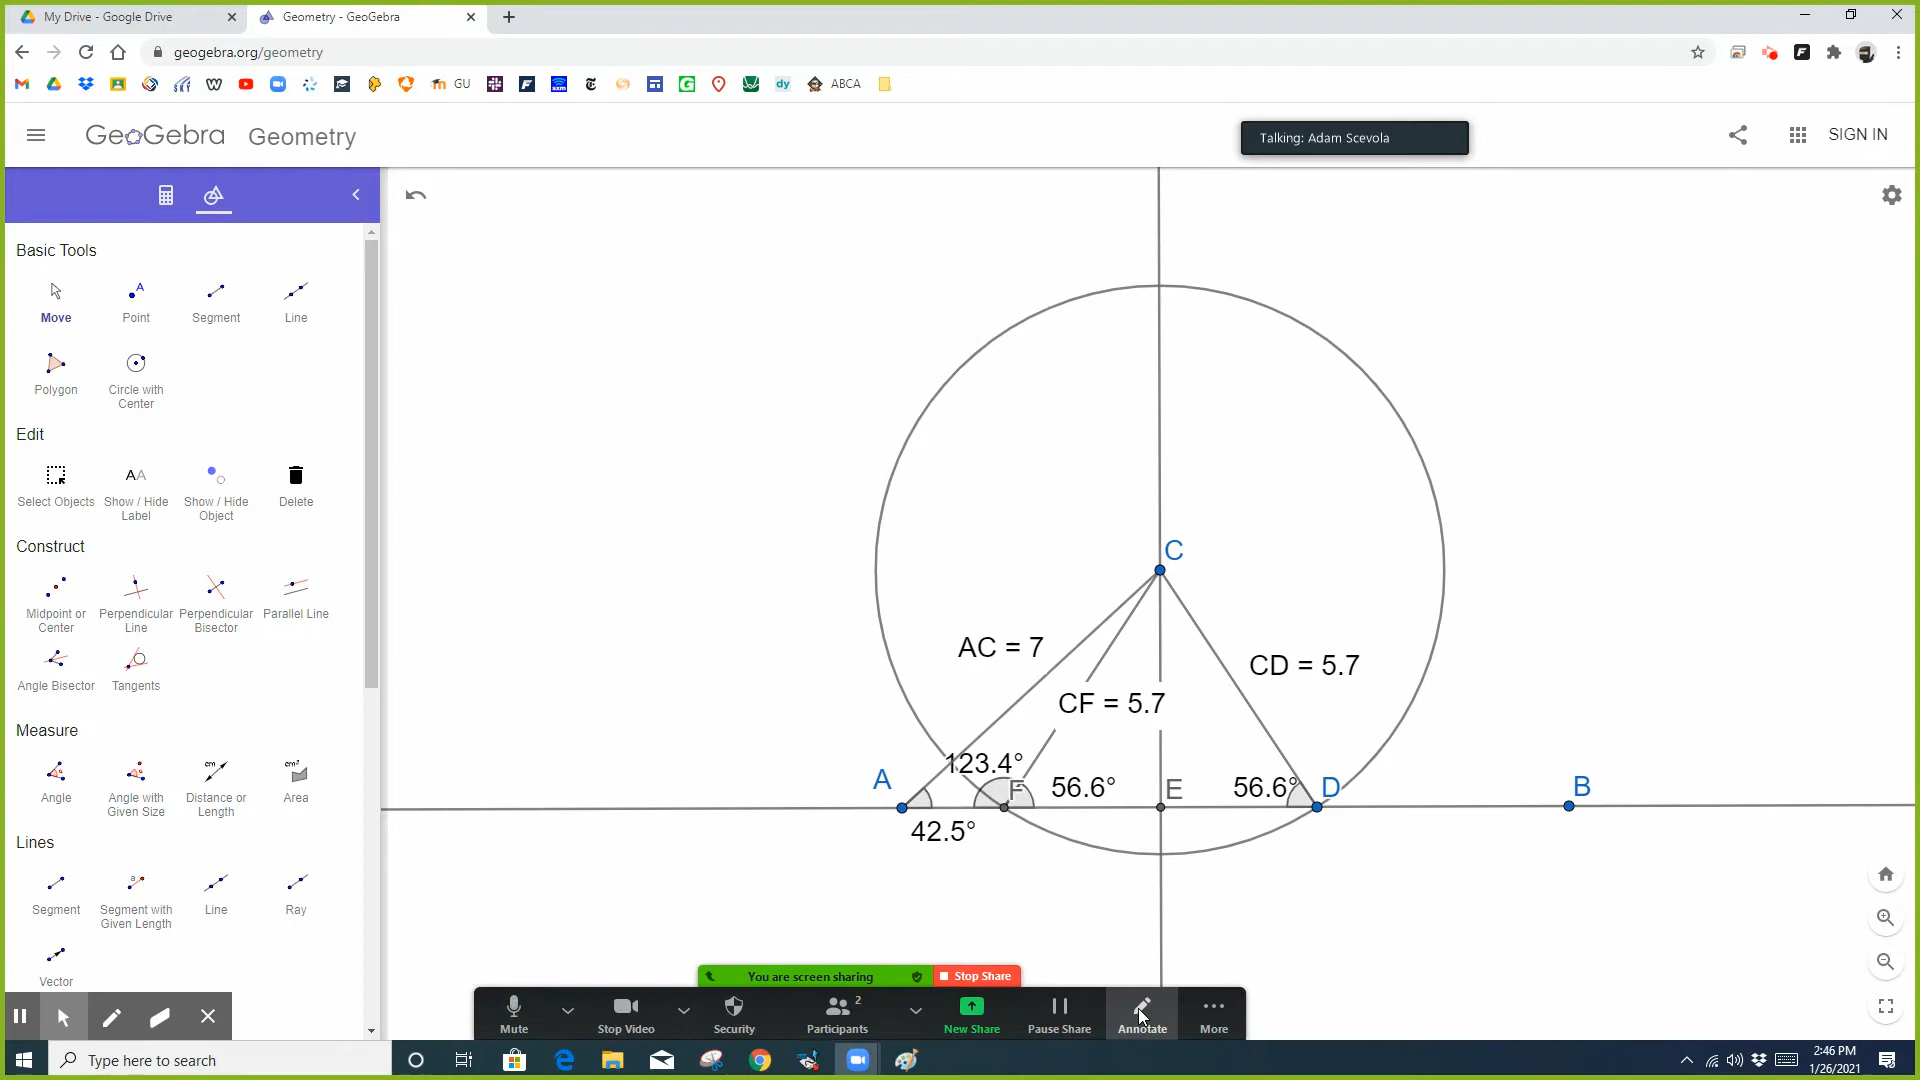 My Drive - Google Drive
Geometry - GeoGebra
geogebra.org/geometry
GU
dy
ABCA
GeoGebra Geometry
Talking: Adam Scevola
SIGN IN
Basic Tools
Move
Point
Segment
Line
Polygon
Circle with
Center
Edit
Select Objects
Show / Hide
Label
Show / Hide
Object
Delete
Construct
Midpoint or
Center
Perpendicular
Line
Perpendicular
Bisector
Parallel Line
Angle Bisector
Tangents
Measure
Angle
Angle with
Given Size
Distance or
Length
Area
Lines
Segment
Segment with
Given Length
Line
Ray
Vector
C
AC = 7
CD = 5.7
CF = 5.7
123.4°
A
F
56.6°
E
56.6°
D
B
42.5°
You are screen sharing
Stop Share
Mute
Stop Video
Security
Participants
2
New Share
Pause Share
Annotate
More
Type here to search
2:46 PM
1/26/2021